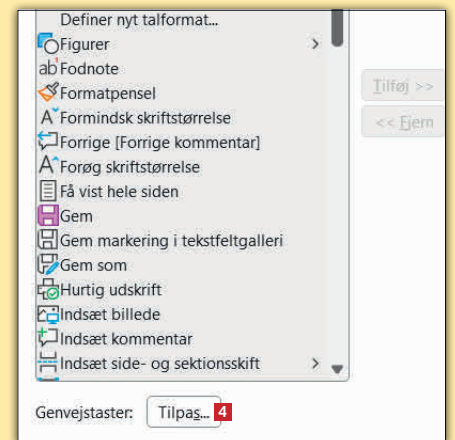 Definer nyt talformat...
Figurer
ab Fodnote
Formatpensel
A Formindsk skriftstørrelse
Forrige [Forrige kommentar]
A Forøg skriftstørrelse
Få vist hele siden
Gem
Gem markering i tekstfeltgalleri
Gem som
Hurtig udskrift
Indsæt billede
Indsæt kommentar
Indsæt side- og sektionsskift
Tilføj >>
<< Fjern
Genvejstaster: Tilpas... 4